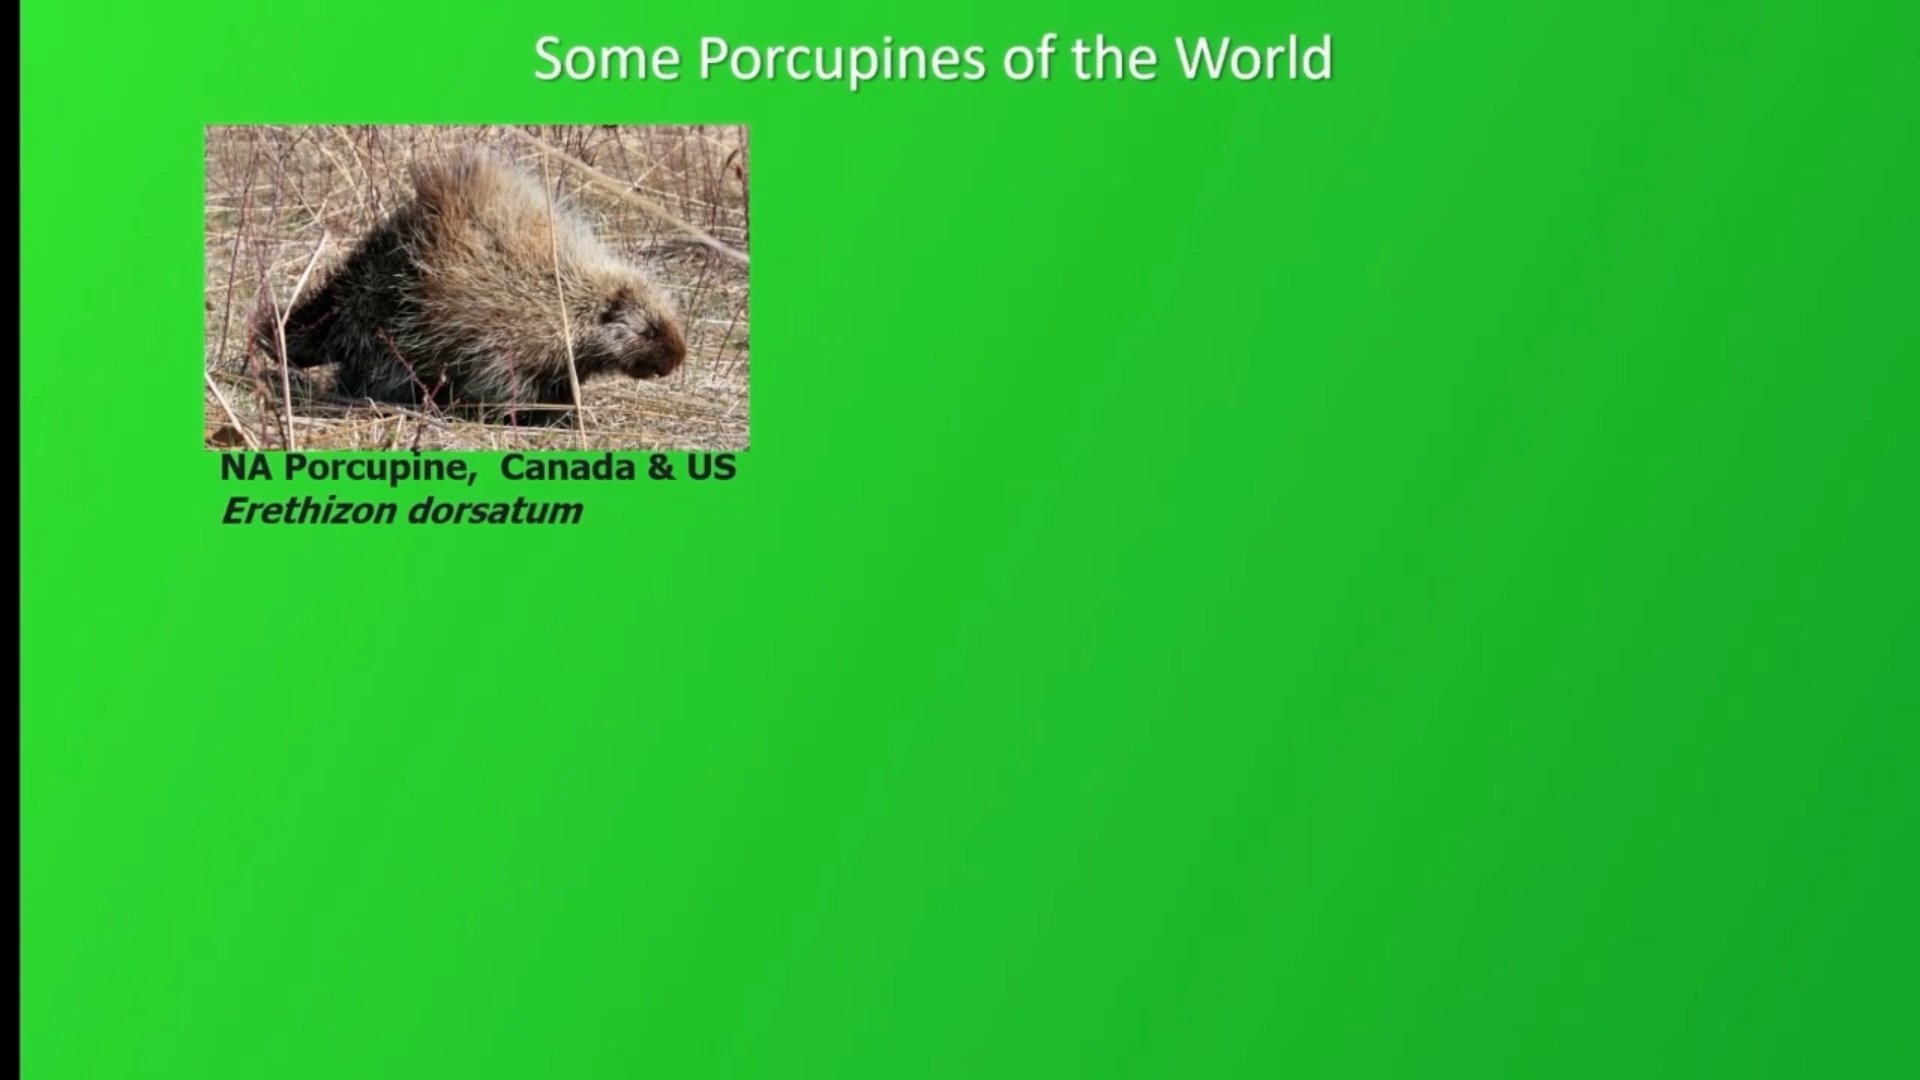 Some Porcupines of the World
NA Porcupine, Canada & US
Erethizon dorsatum